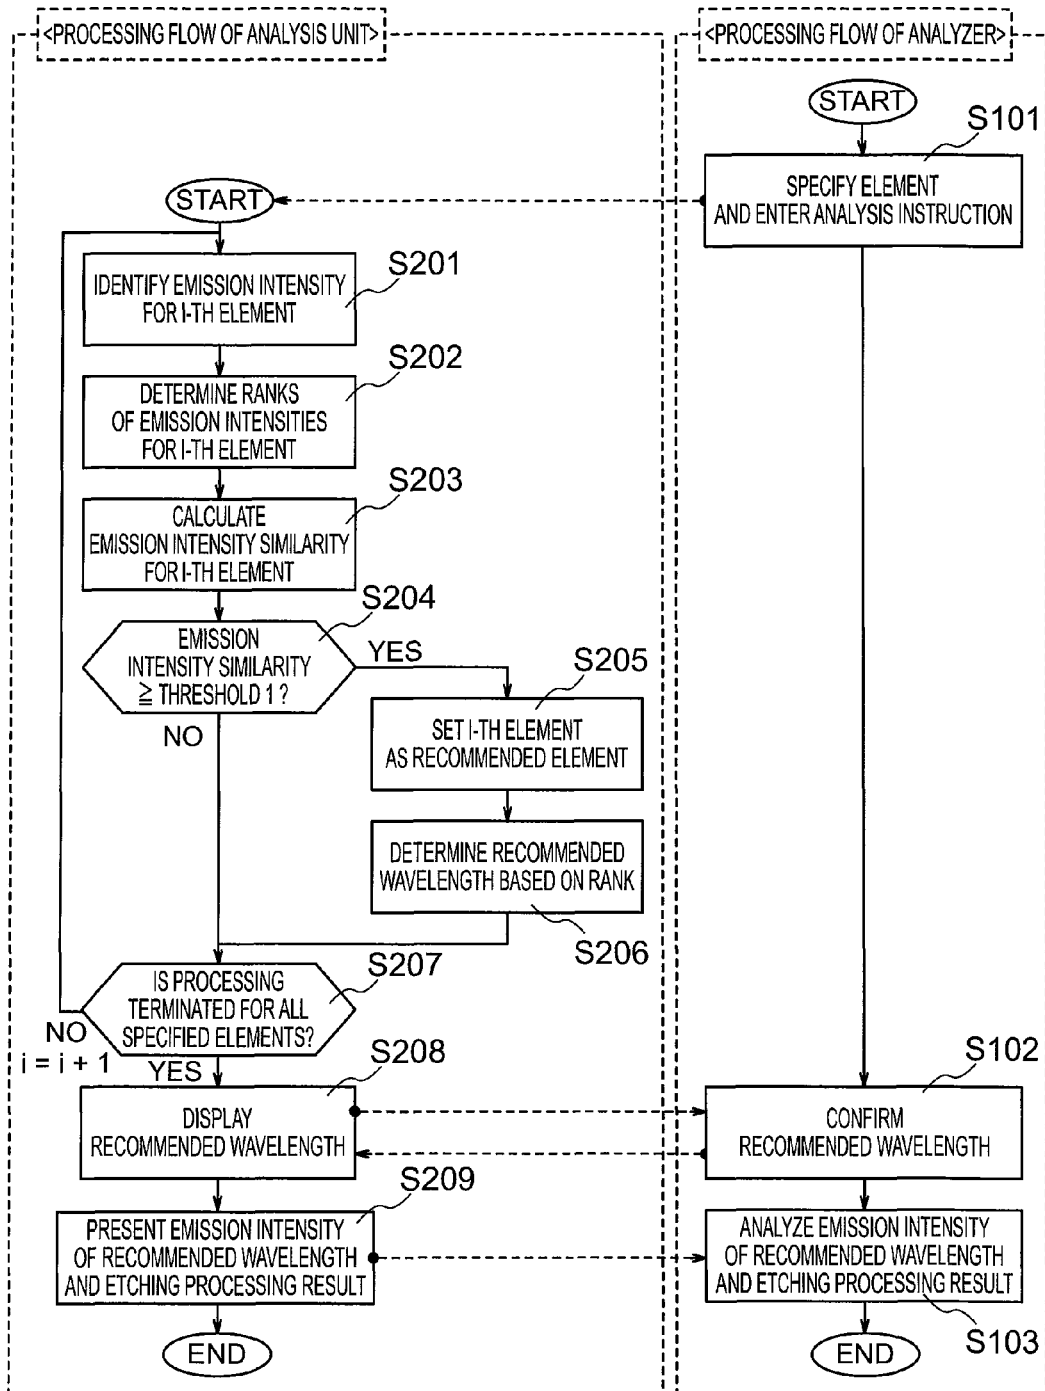 <PROCESSING FLOW OF ANALYSIS UNIT>
START
S201
IDENTIFY EMISSION INTENSITY
FOR I-TH ELEMENT
S202
DETERMINE RANKS
OF EMISSION INTENSITIES
FOR I-TH ELEMENT
S203
CALCULATE
EMISSION INTENSITY SIMILARITY
FOR I-TH ELEMENT
S204
EMISSION
INTENSITY SIMILARITY
≧ THRESHOLD 1 ?
YES
NO
S205
SET I-TH ELEMENT
AS RECOMMENDED ELEMENT
DETERMINE RECOMMENDED
WAVELENGTH BASED ON RANK
S206
S207
IS PROCESSING
TERMINATED FOR ALL
SPECIFIED ELEMENTS?
NO
i = i + 1
YES
S208
DISPLAY
RECOMMENDED WAVELENGTH
S209
PRESENT EMISSION INTENSITY
OF RECOMMENDED WAVELENGTH
AND ETCHING PROCESSING RESULT
END
<PROCESSING FLOW OF ANALYZER>
START
S101
SPECIFY ELEMENT
AND ENTER ANALYSIS INSTRUCTION
S102
CONFIRM
RECOMMENDED WAVELENGTH
ANALYZE EMISSION INTENSITY
OF RECOMMENDED WAVELENGTH
AND ETCHING PROCESSING RESULT
S103
END